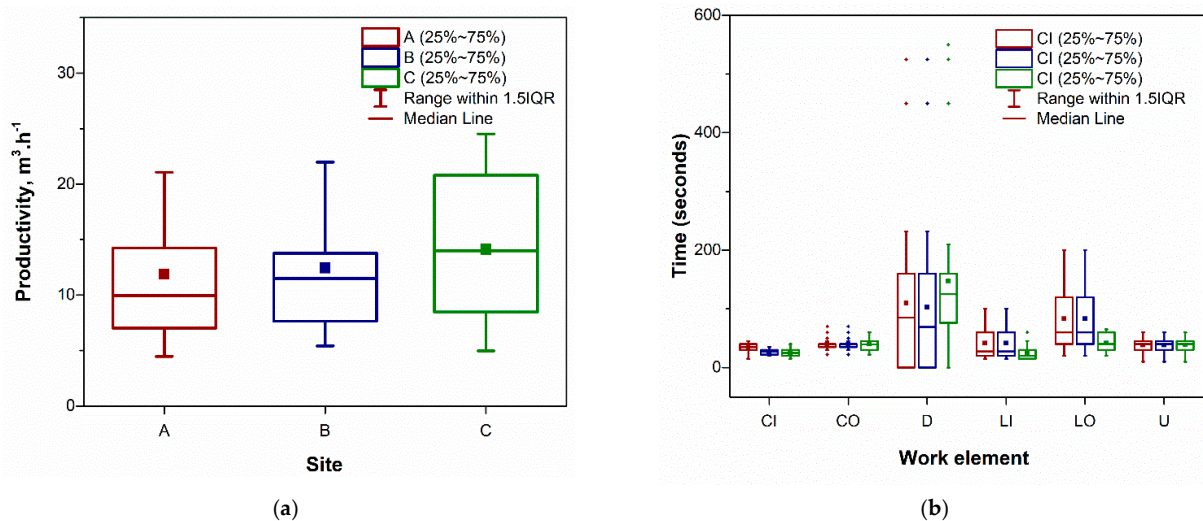 30
20
10
0
Productivity, m³.h⁻¹
A (25%~75%)
B (25%~75%)
C (25%~75%)
Range within 1.5IQR
Median Line
A
B
C
Site
(a)
600
400
200
0
Time (seconds)
CI (25%~75%)
CI (25%~75%)
CI (25%~75%)
Range within 1.5IQR
Median Line
CI
CO
D
LI
LO
U
Work element
(b)